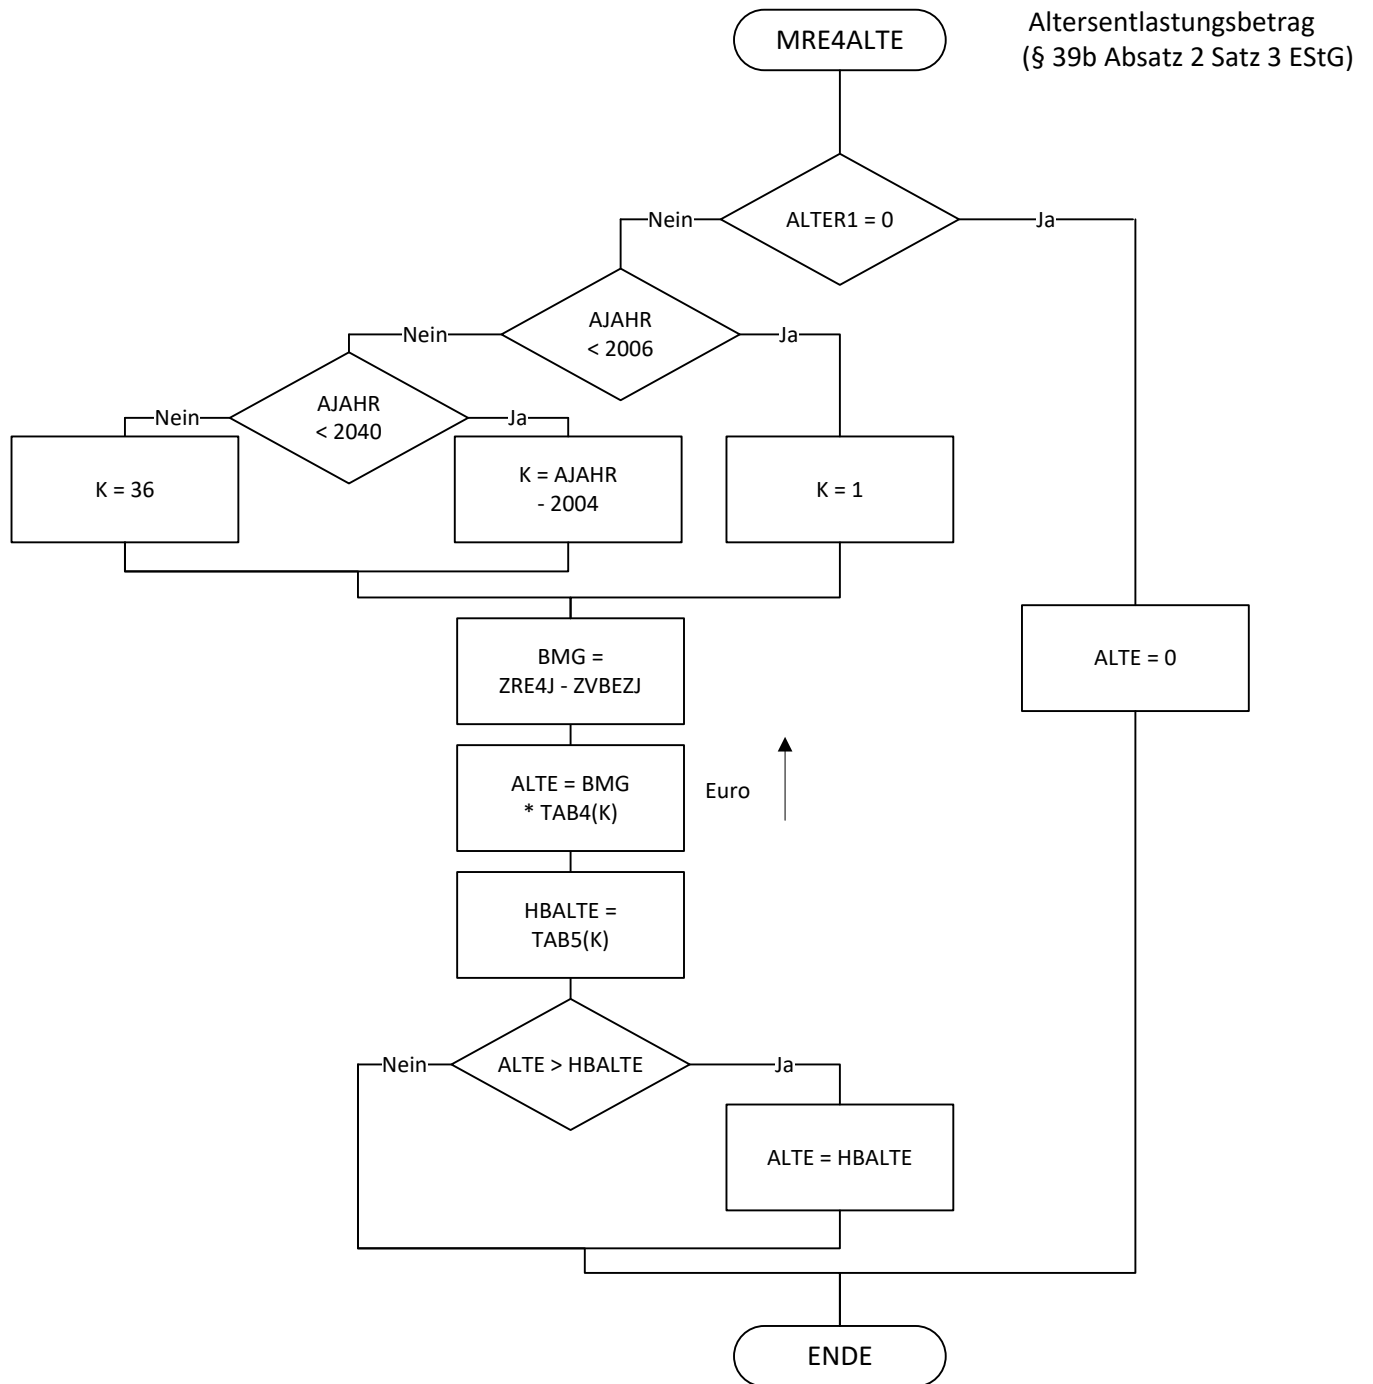 MRE4ALTE
Altersentlastungsbetrag
(§ 39b Absatz 2 Satz 3 EStG)
Nein
ALTER1 = 0
Ja
Nein
AJAHR
< 2006
Ja
Nein
AJAHR
< 2040
Ja
K = 36
K = AJAHR
- 2004
K = 1
BMG =
ZRE4J - ZVBEZJ
ALTE = 0
ALTE = BMG
* TAB4(K)
Euro
HBALTE =
TAB5(K)
Nein
ALTE > HBALTE
Ja
ALTE = HBALTE
ENDE